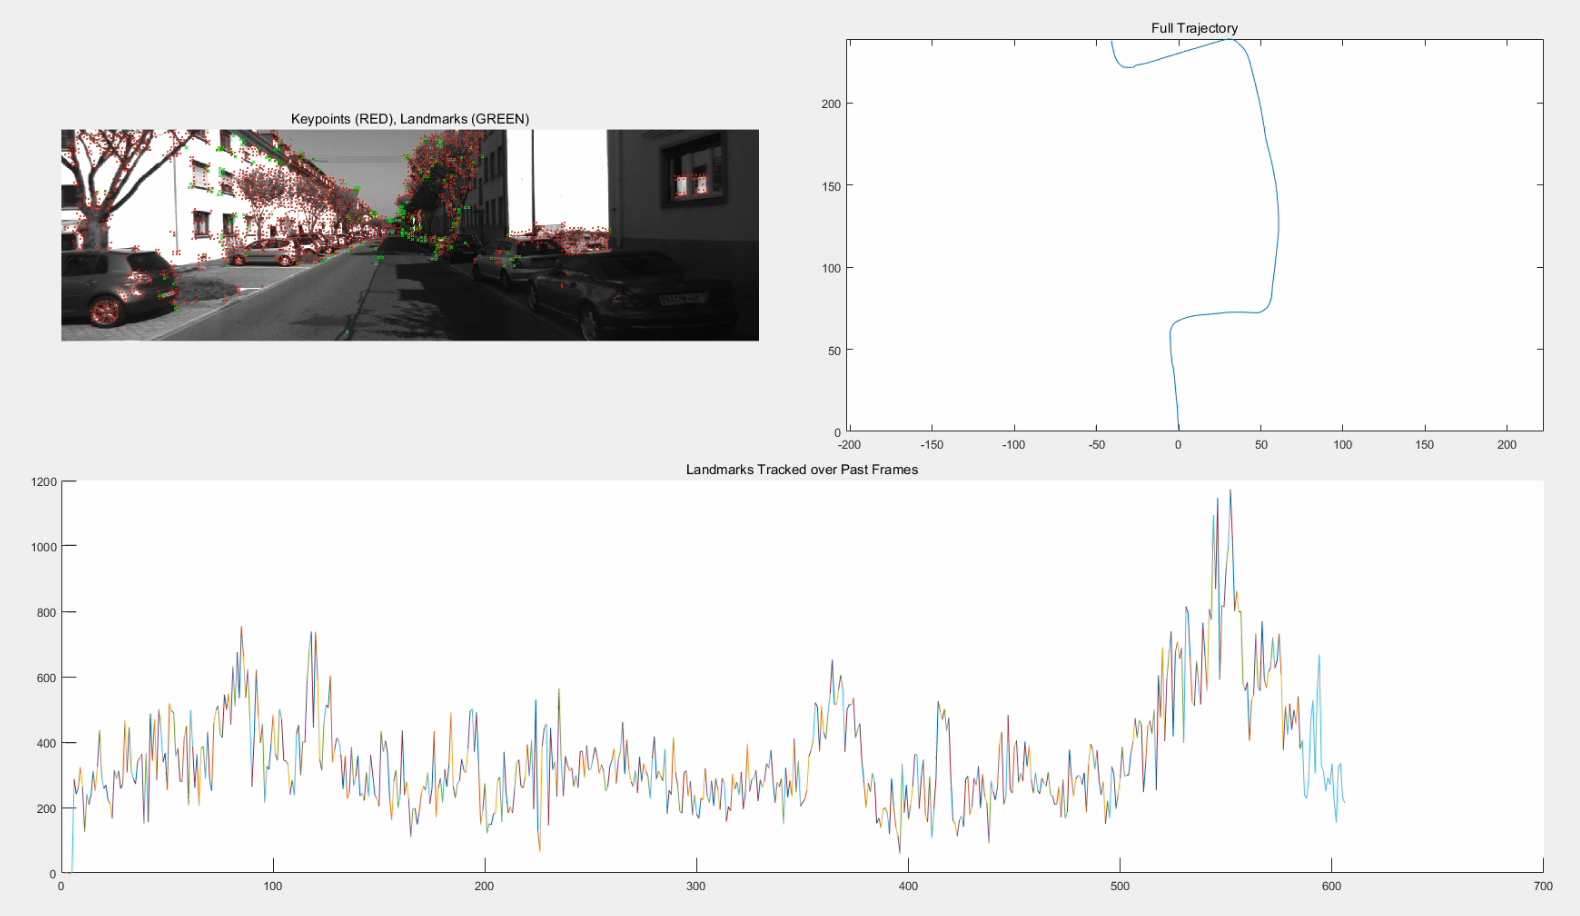 Full Trajectory
Keypoints (RED), Landmarks (GREEN)
200
150
100
50
0
-200 -150 -100 -50 0 50 100 150 200
Landmarks Tracked over Past Frames
1200
1000
800
600
400
200
0
0 100 200 300 400 500 600 700